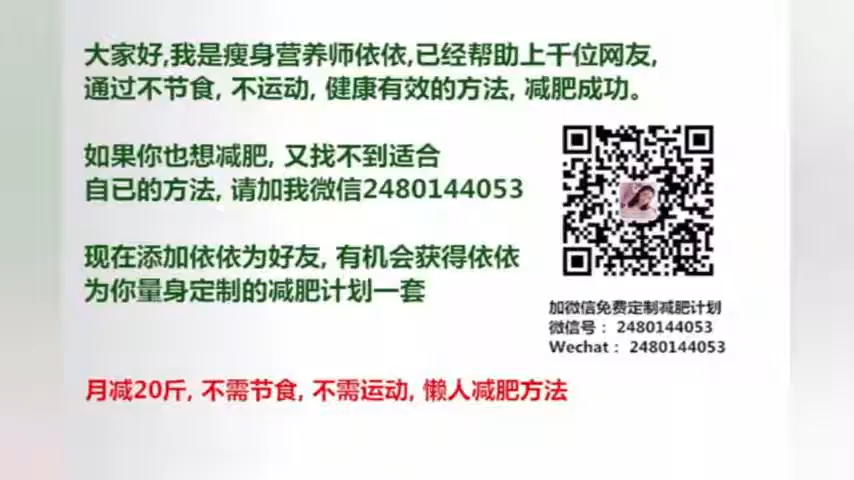 大家好,我是瘦身营养师依依,已经帮助上千位网友,
通过不节食, 不运动, 健康有效的方法, 减肥成功。
如果你也想减肥, 又找不到适合
自已的方法, 请加我微信2480144053
现在添加依依为好友, 有机会获得依依
为你量身定制的减肥计划一套
加微信免费定制减肥计划
微信号： 2480144053
Wechat： 2480144053
月减20斤, 不需节食, 不需运动, 懒人减肥方法